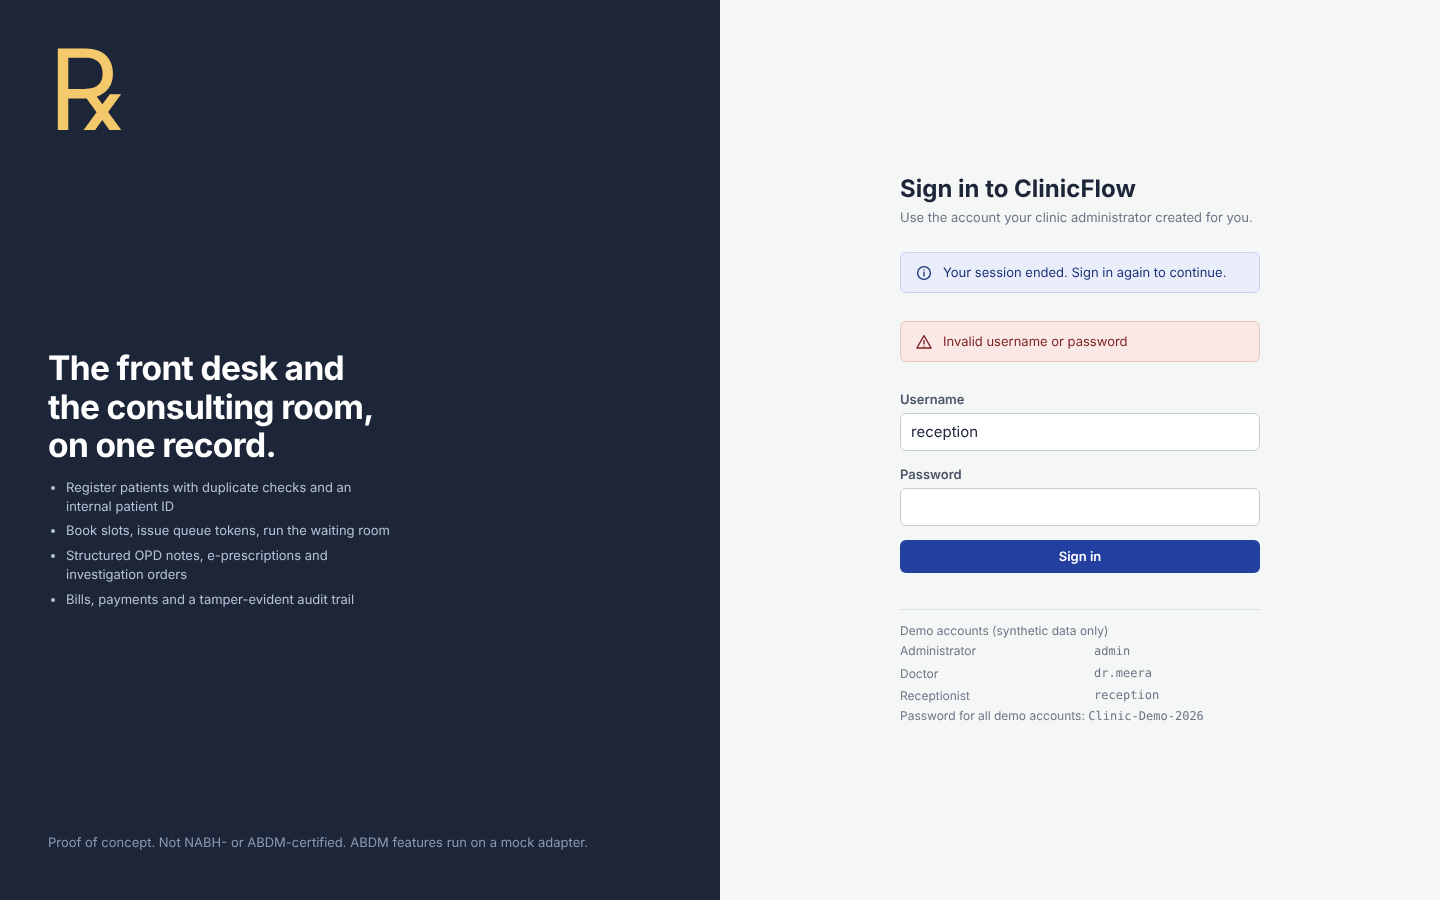 Rx
The front desk and
the consulting room,
on one record.
• Register patients with duplicate checks and an
internal patient ID
• Book slots, issue queue tokens, run the waiting room
• Structured OPD notes, e-prescriptions and
investigation orders
• Bills, payments and a tamper-evident audit trail
Proof of concept. Not NABH- or ABDM-certified. ABDM features run on a mock adapter.
Sign in to ClinicFlow
Use the account your clinic administrator created for you.
Your session ended. Sign in again to continue.
Invalid username or password
Username
reception
Password
Sign in
Demo accounts (synthetic data only)
Administrator admin
Doctor dr.meera
Receptionist reception
Password for all demo accounts: Clinic-Demo-2026